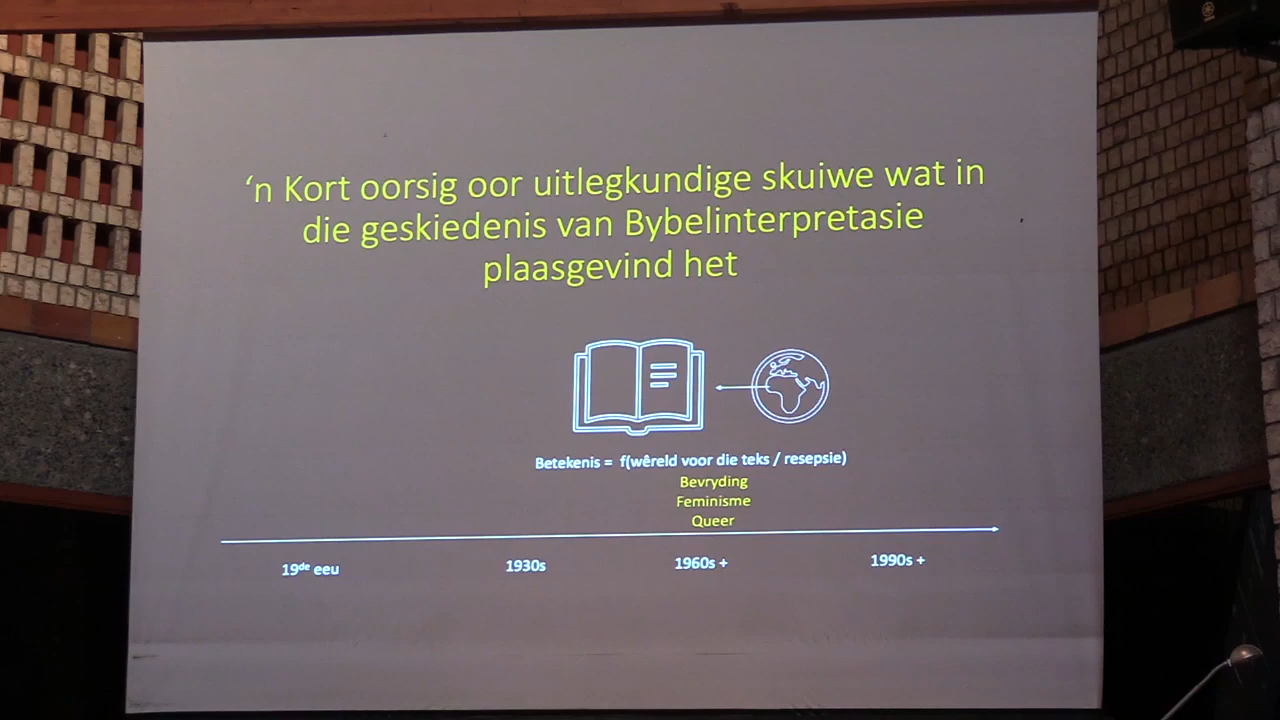 ‘n Kort oorsig oor uitlegkundige skuiwe wat in
die geskiedenis van Bybelinterpretasie
plaasgevind het
Betekenis = f(wêreld voor die teks / resepsie)
Bevryding
Feminisme
Queer
19de eeu
1930s
1960s +
1990s +